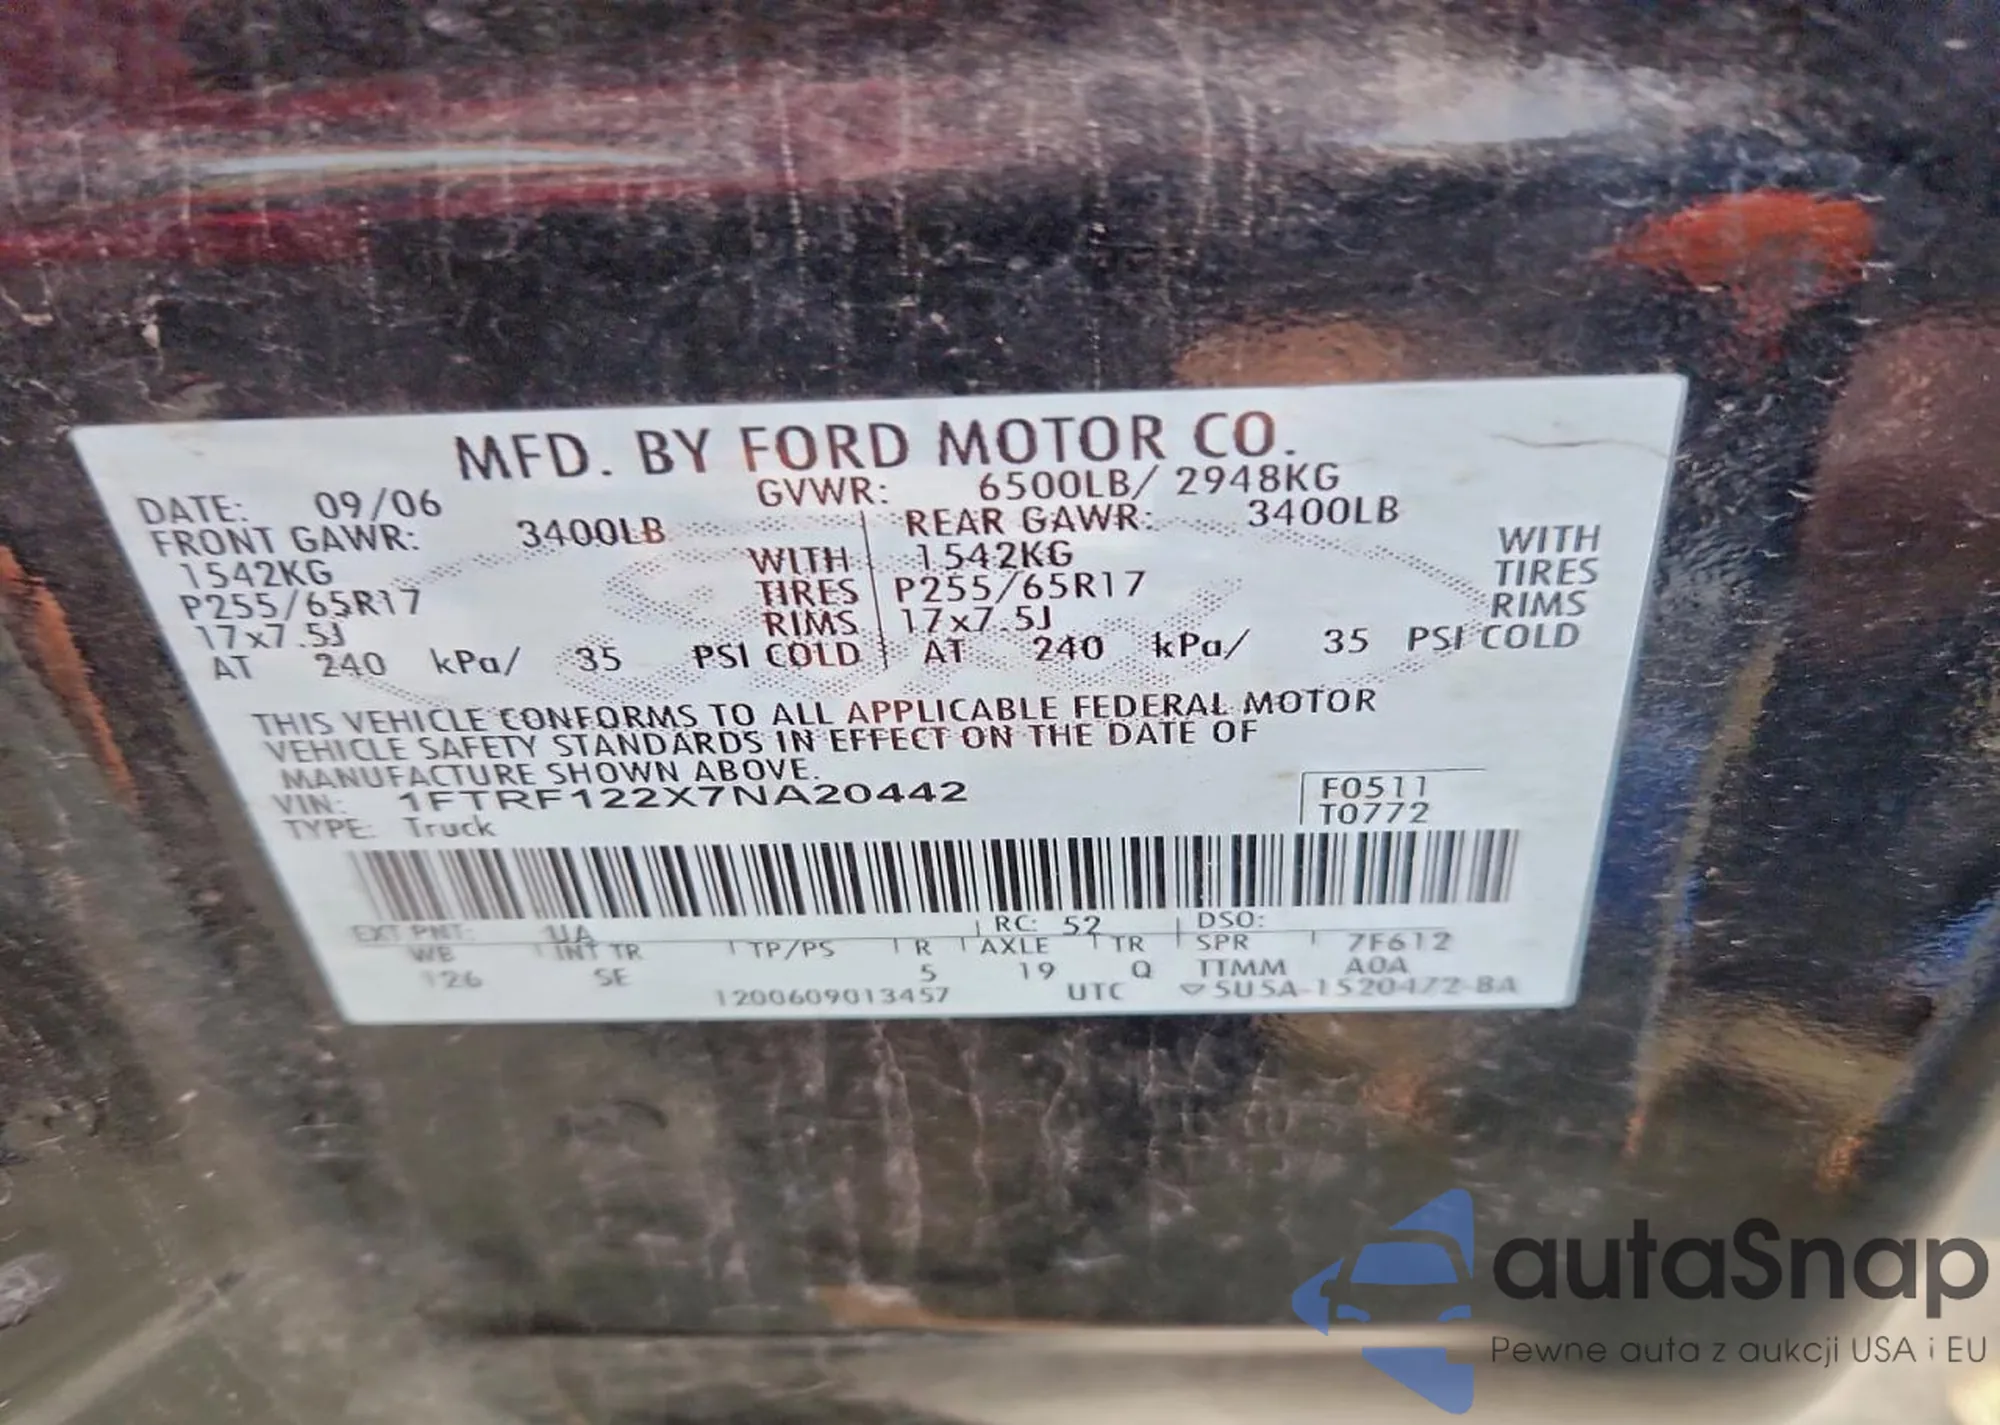 MFD. BY FORD MOTOR CO.
DATE: 09/06 GVWR: 6500LB/ 2948KG
FRONT GAWR: 3400LB REAR GAWR: 3400LB
1542KG WITH 1542KG WITH
P255/65R17 TIRES P255/65R17 TIRES
17x7.5J RIMS 17x7.5J RIMS
AT 240 kPa/ 35 PSI COLD AT 240 kPa/ 35 PSI COLD
THIS VEHICLE CONFORMS TO ALL APPLICABLE FEDERAL MOTOR
VEHICLE SAFETY STANDARDS IN EFFECT ON THE DATE OF
MANUFACTURE SHOWN ABOVE.
VIN: 1FTRF122X7NA20442 F0511
TYPE: Truck T0772
EXT PNT: UA RC: 52 DSO:
WB INT TR TP/PS R AXLE TR SPR 7F612
126 SE 5 19 Q TTMM A0A
1200609013457 UTC 5U5A-1520472-BA
autaSnap
Pewne auta z aukcji USA i EU